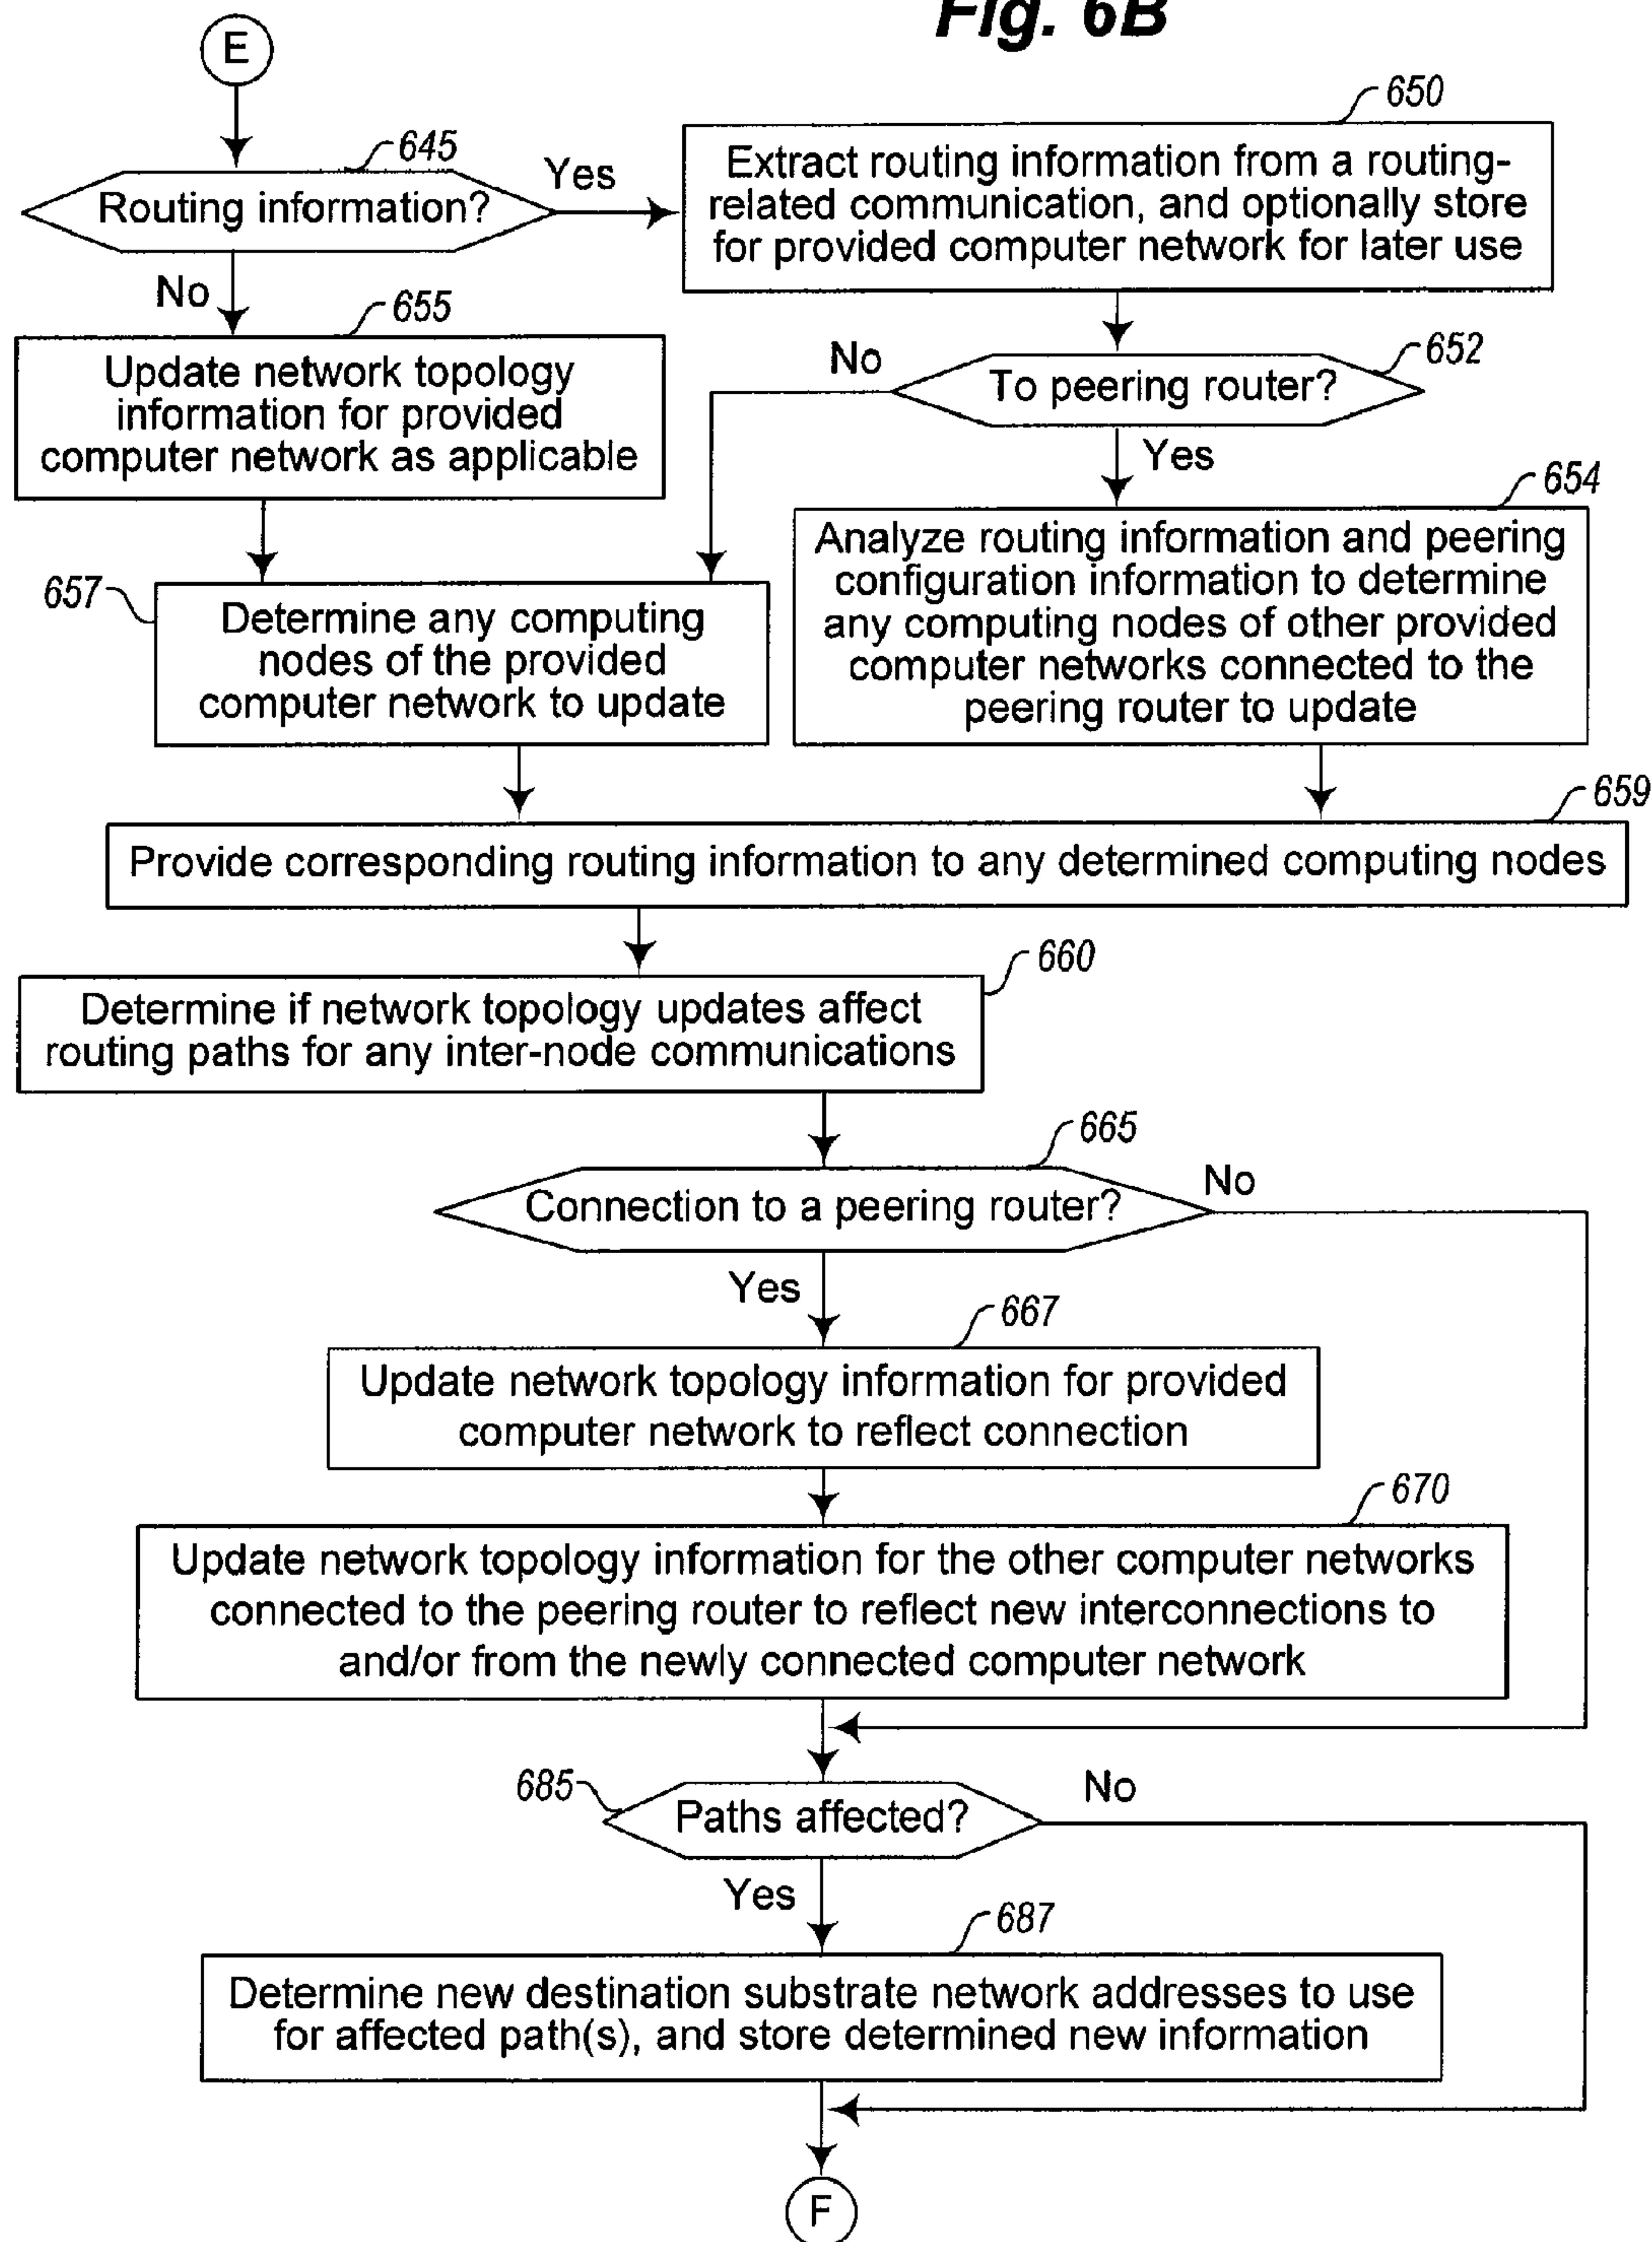 Fig. 6B
E
645
Routing information?
Yes
650
Extract routing information from a routing-
related communication, and optionally store
for provided computer network for later use
No
655
Update network topology
information for provided
computer network as applicable
No
652
To peering router?
Yes
654
Analyze routing information and peering
configuration information to determine
any computing nodes of other provided
computer networks connected to the
peering router to update
657
Determine any computing
nodes of the provided
computer network to update
659
Provide corresponding routing information to any determined computing nodes
660
Determine if network topology updates affect
routing paths for any inter-node communications
665
Connection to a peering router?
No
Yes
667
Update network topology information for provided
computer network to reflect connection
670
Update network topology information for the other computer networks
connected to the peering router to reflect new interconnections to
and/or from the newly connected computer network
685
Paths affected?
No
Yes
687
Determine new destination substrate network addresses to use
for affected path(s), and store determined new information
F